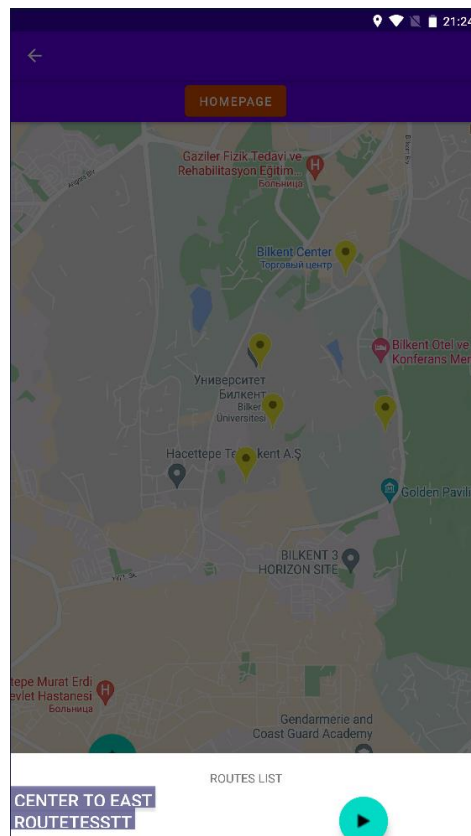 21:24
HOMEPAGE
Gaziler Fizik Tedavi ve
Rehabilitasyon Eğitim...
Больница
Bilkent Center
Торговый центр
Bilkent Otel ve
Konferans Mer
Университет
Билкент
Bilker
Üniversitesi
Hacettepe Te kent A.Ş
Golden Pavili
BILKENT 3
HORIZON SITE
tepe Murat Erdi
evlet Hastanesi
Больница
Gendarmerie and
Coast Guard Academy
ROUTES LIST
CENTER TO EAST
ROUTETESSTT